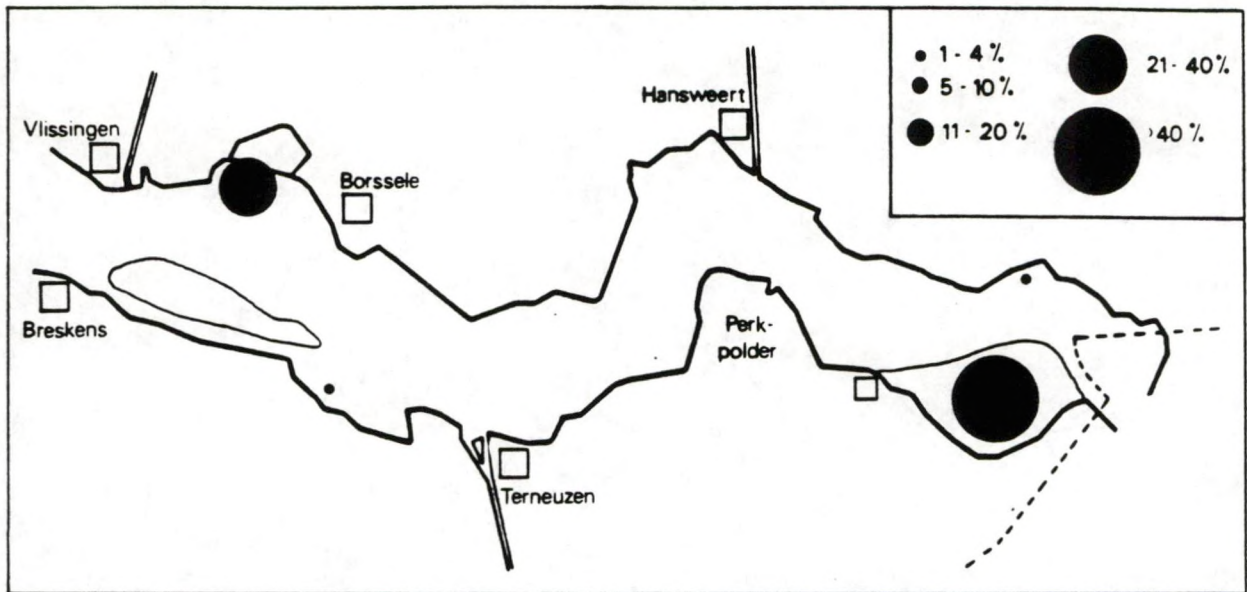 1 - 4 %
5 - 10 %
11 - 20 %
21 - 40 %
>40 %
Hansweert
Vlissingen
Borssele
Breskens
Perk-
polder
Terneuzen